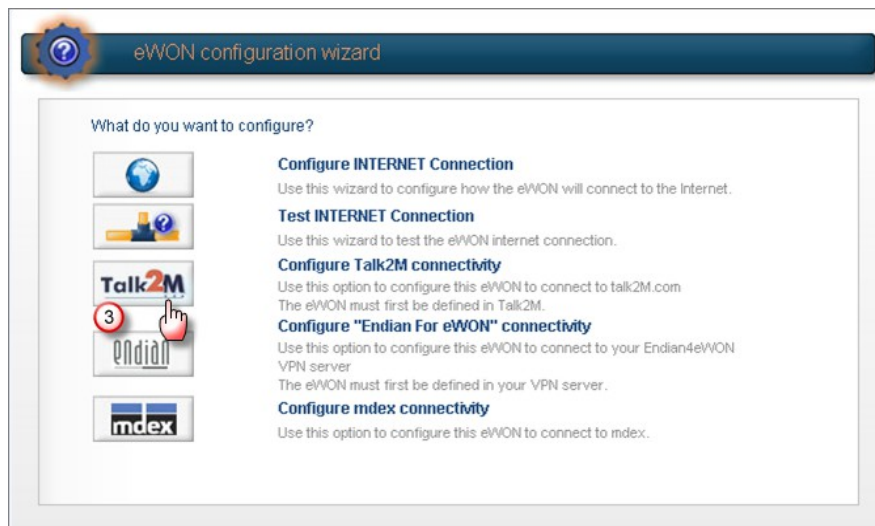 eWON configuration wizard
What do you want to configure?
Configure INTERNET Connection
Use this wizard to configure how the eWON will connect to the Internet.
Test INTERNET Connection
Use this wizard to test the eWON internet connection.
Talk2M
Configure Talk2M connectivity
Use this option to configure this eWON to connect to talk2M.com
The eWON must first be defined in Talk2M.
3
endian
Configure "Endian For eWON" connectivity
Use this option to configure this eWON to connect to your Endian4eWON
VPN server
The eWON must first be defined in your VPN server.
mdex
Configure mdex connectivity
Use this option to configure this eWON to connect to mdex.